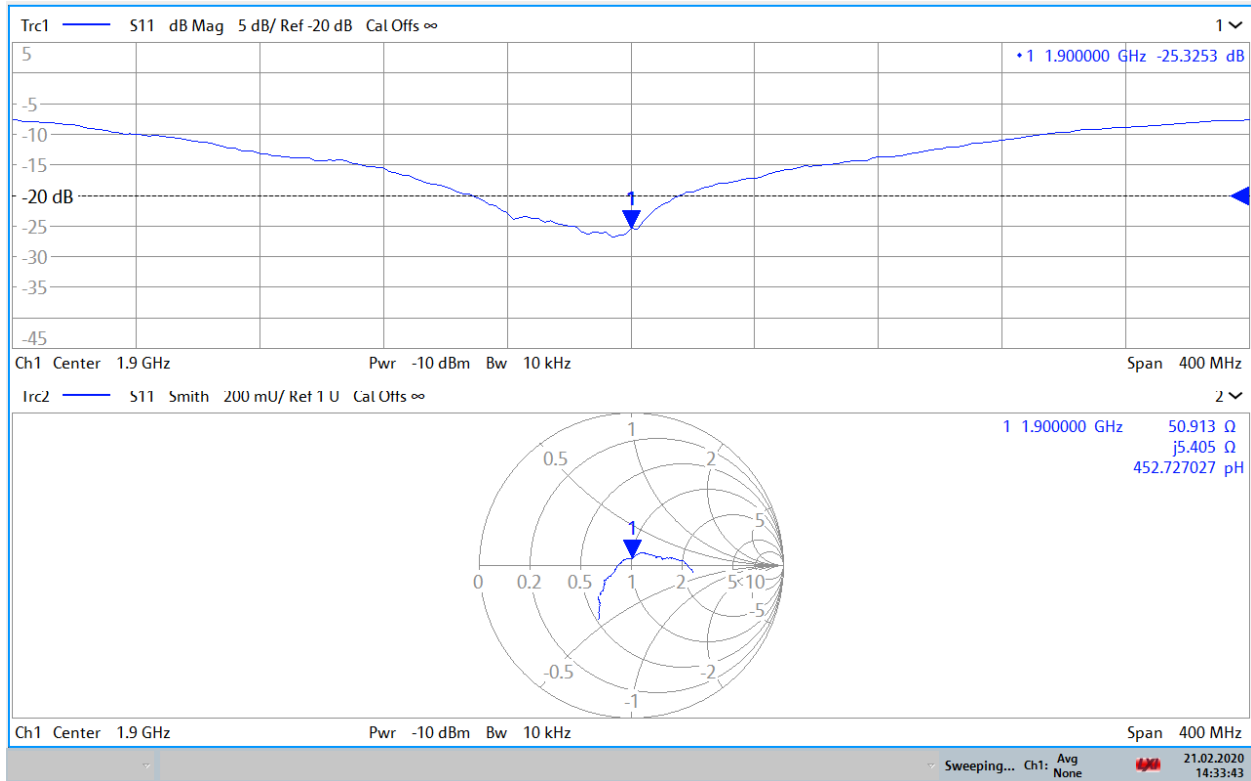 Trc1 S11 dB Mag 5 dB/ Ref -20 dB Cal Offs ∞ 1
5
•1 1.900000 GHz -25.3253 dB
-5
-10
-15
-20 dB
1
-25
-30
-35
-45
Ch1 Center 1.9 GHz Pwr -10 dBm Bw 10 kHz Span 400 MHz
Trc2 S11 Smith 200 mU/ Ref 1 U Cal Offs ∞ 2
1 1.900000 GHz 50.913 Ω
j5.405 Ω
452.727027 pH
1
0.5 2
5
1
0 0.2 0.5 1 2 5 10
-5
-0.5 -2
-1
Ch1 Center 1.9 GHz Pwr -10 dBm Bw 10 kHz Span 400 MHz
Sweeping... Ch1: Avg None 21.02.2020
14:33:43